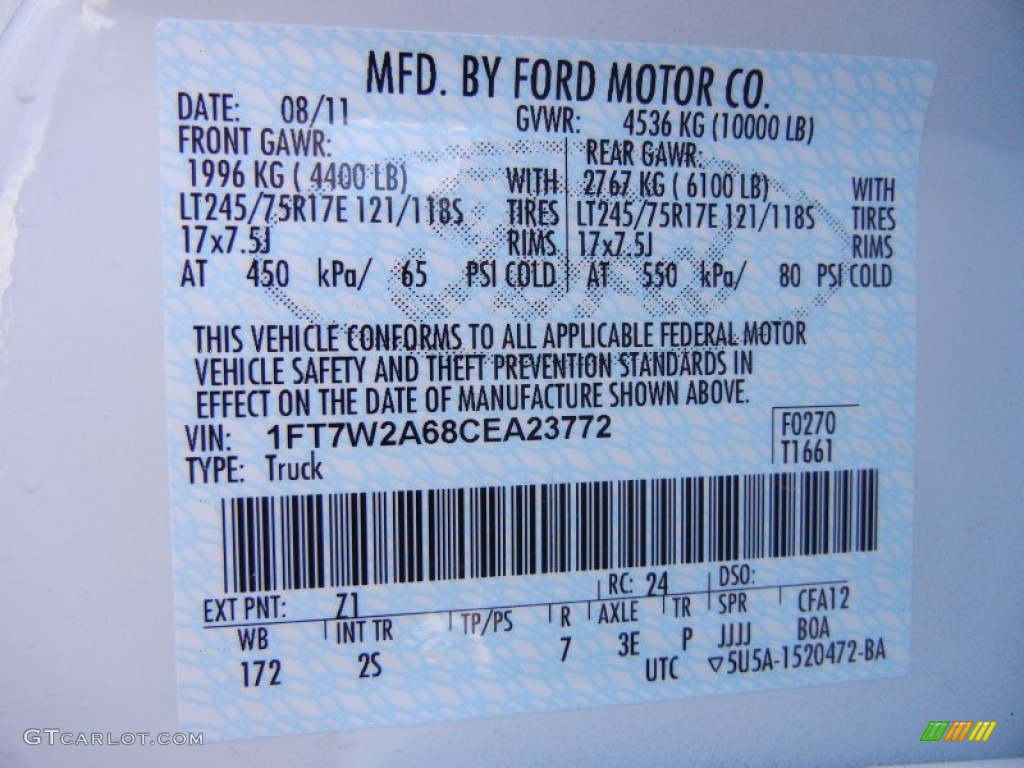 MFD. BY FORD MOTOR CO.
DATE: 08/11 GVWR: 4536 KG (10000 LB)
FRONT GAWR: REAR GAWR:
1996 KG ( 4400 LB) WITH 2767 KG ( 6100 LB) WITH
LT245/75R17E 121/118S TIRES LT245/75R17E 121/118S TIRES
17x7.5J RIMS 17x7.5J RIMS
AT 450 kPa/ 65 PSI COLD AT 550 kPa/ 80 PSI COLD
THIS VEHICLE CONFORMS TO ALL APPLICABLE FEDERAL MOTOR
VEHICLE SAFETY AND THEFT PREVENTION STANDARDS IN
EFFECT ON THE DATE OF MANUFACTURE SHOWN ABOVE.
VIN: 1FT7W2A68CEA23772 F0270
TYPE: Truck T1661
EXT PNT: Z1 RC: 24 DSO:
WB INT TR TP/PS R AXLE TR SPR CFA12
172 2S 7 3E P JJJJ BOA
UTC ▽5U5A-1520472-BA
GTCARLOT.COM